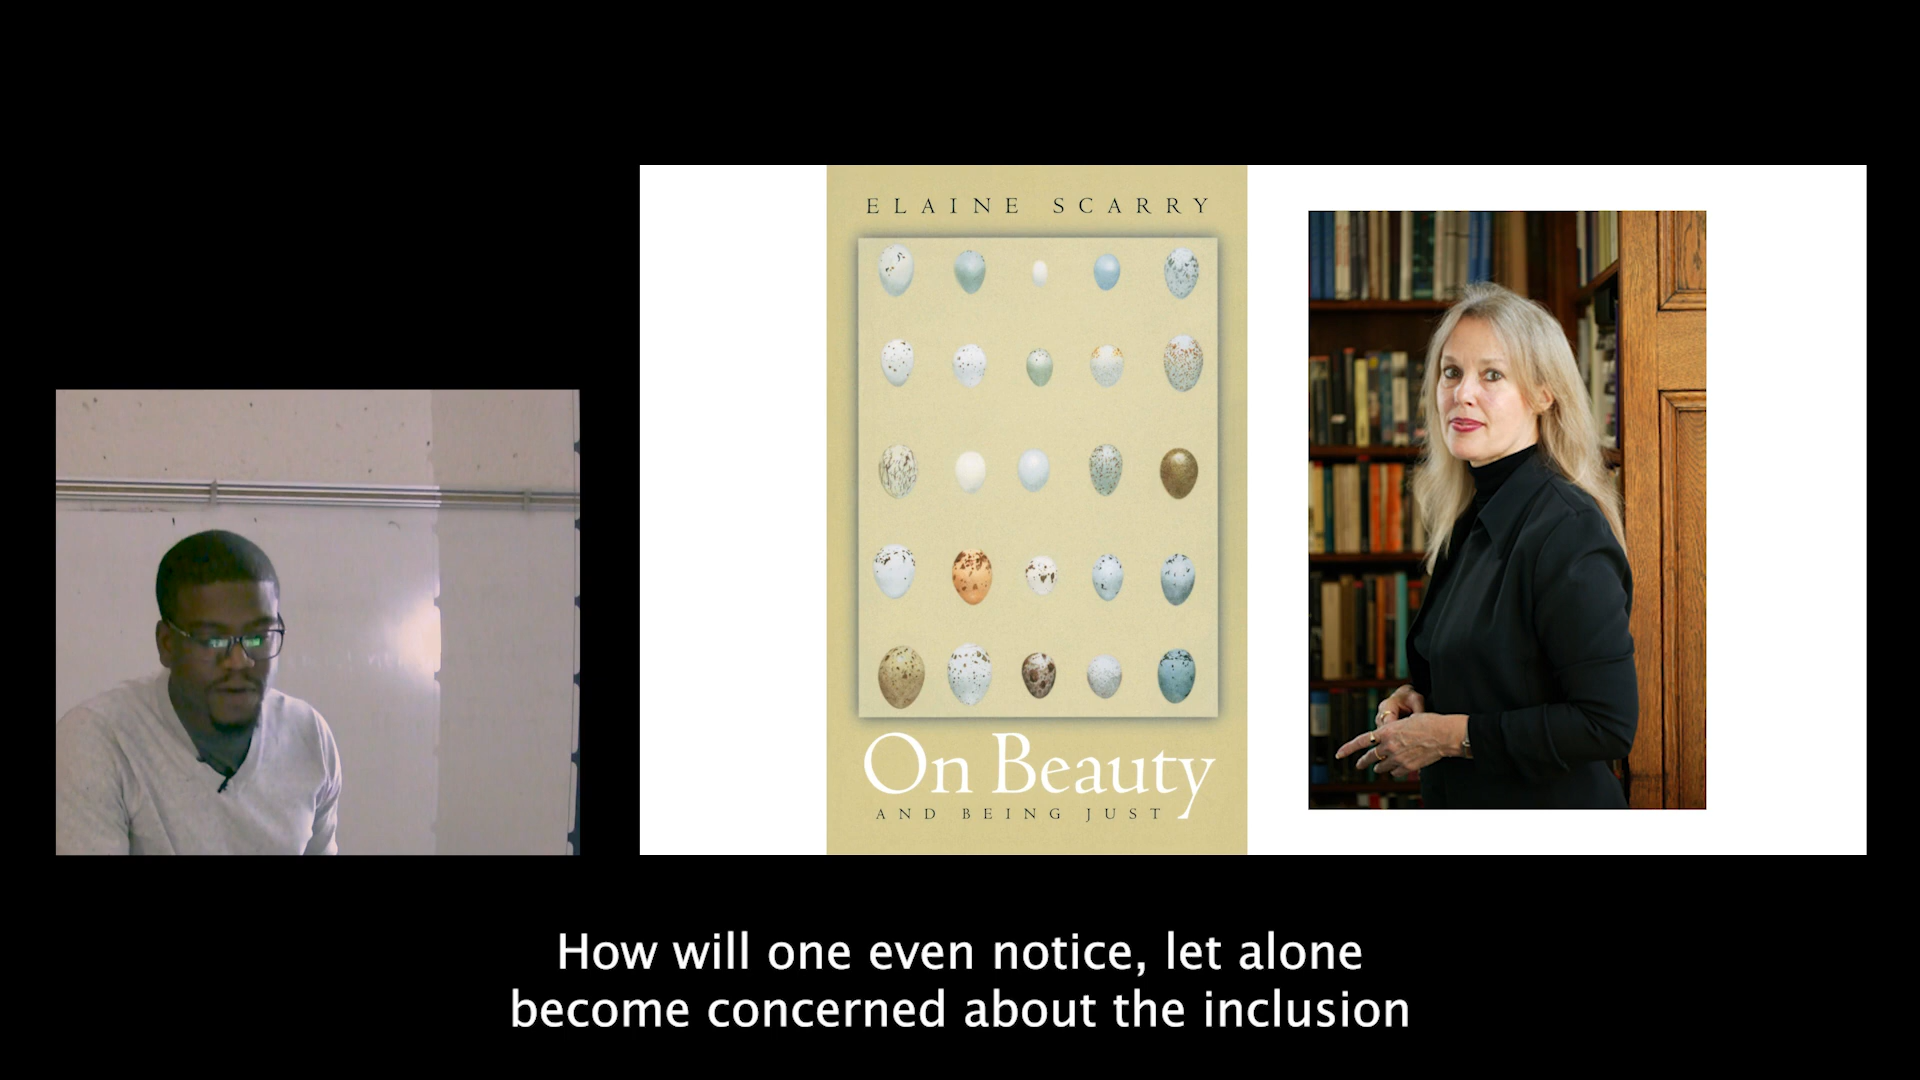 ELAINE SCARRY
On Beauty
AND BEING JUST
How will one even notice, let alone
become concerned about the inclusion